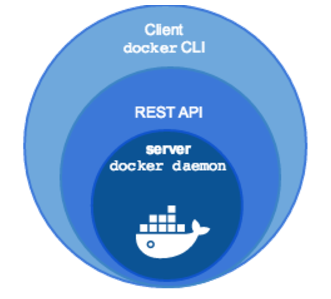 Client
docker CLI
REST API
server
docker daemon